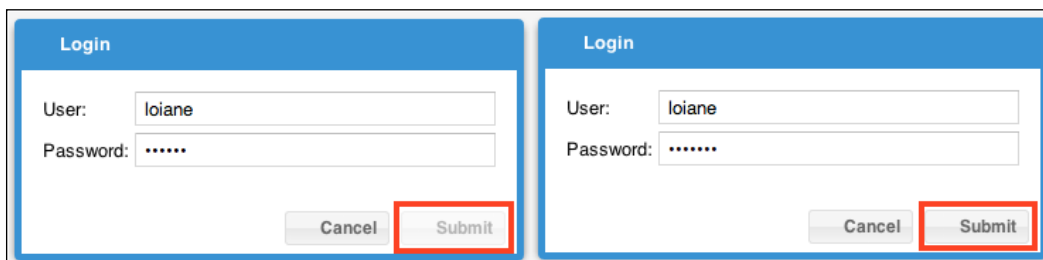 Login
User: loiane
Password: ••••••
Cancel Submit
Login
User: loiane
Password: •••••••
Cancel Submit